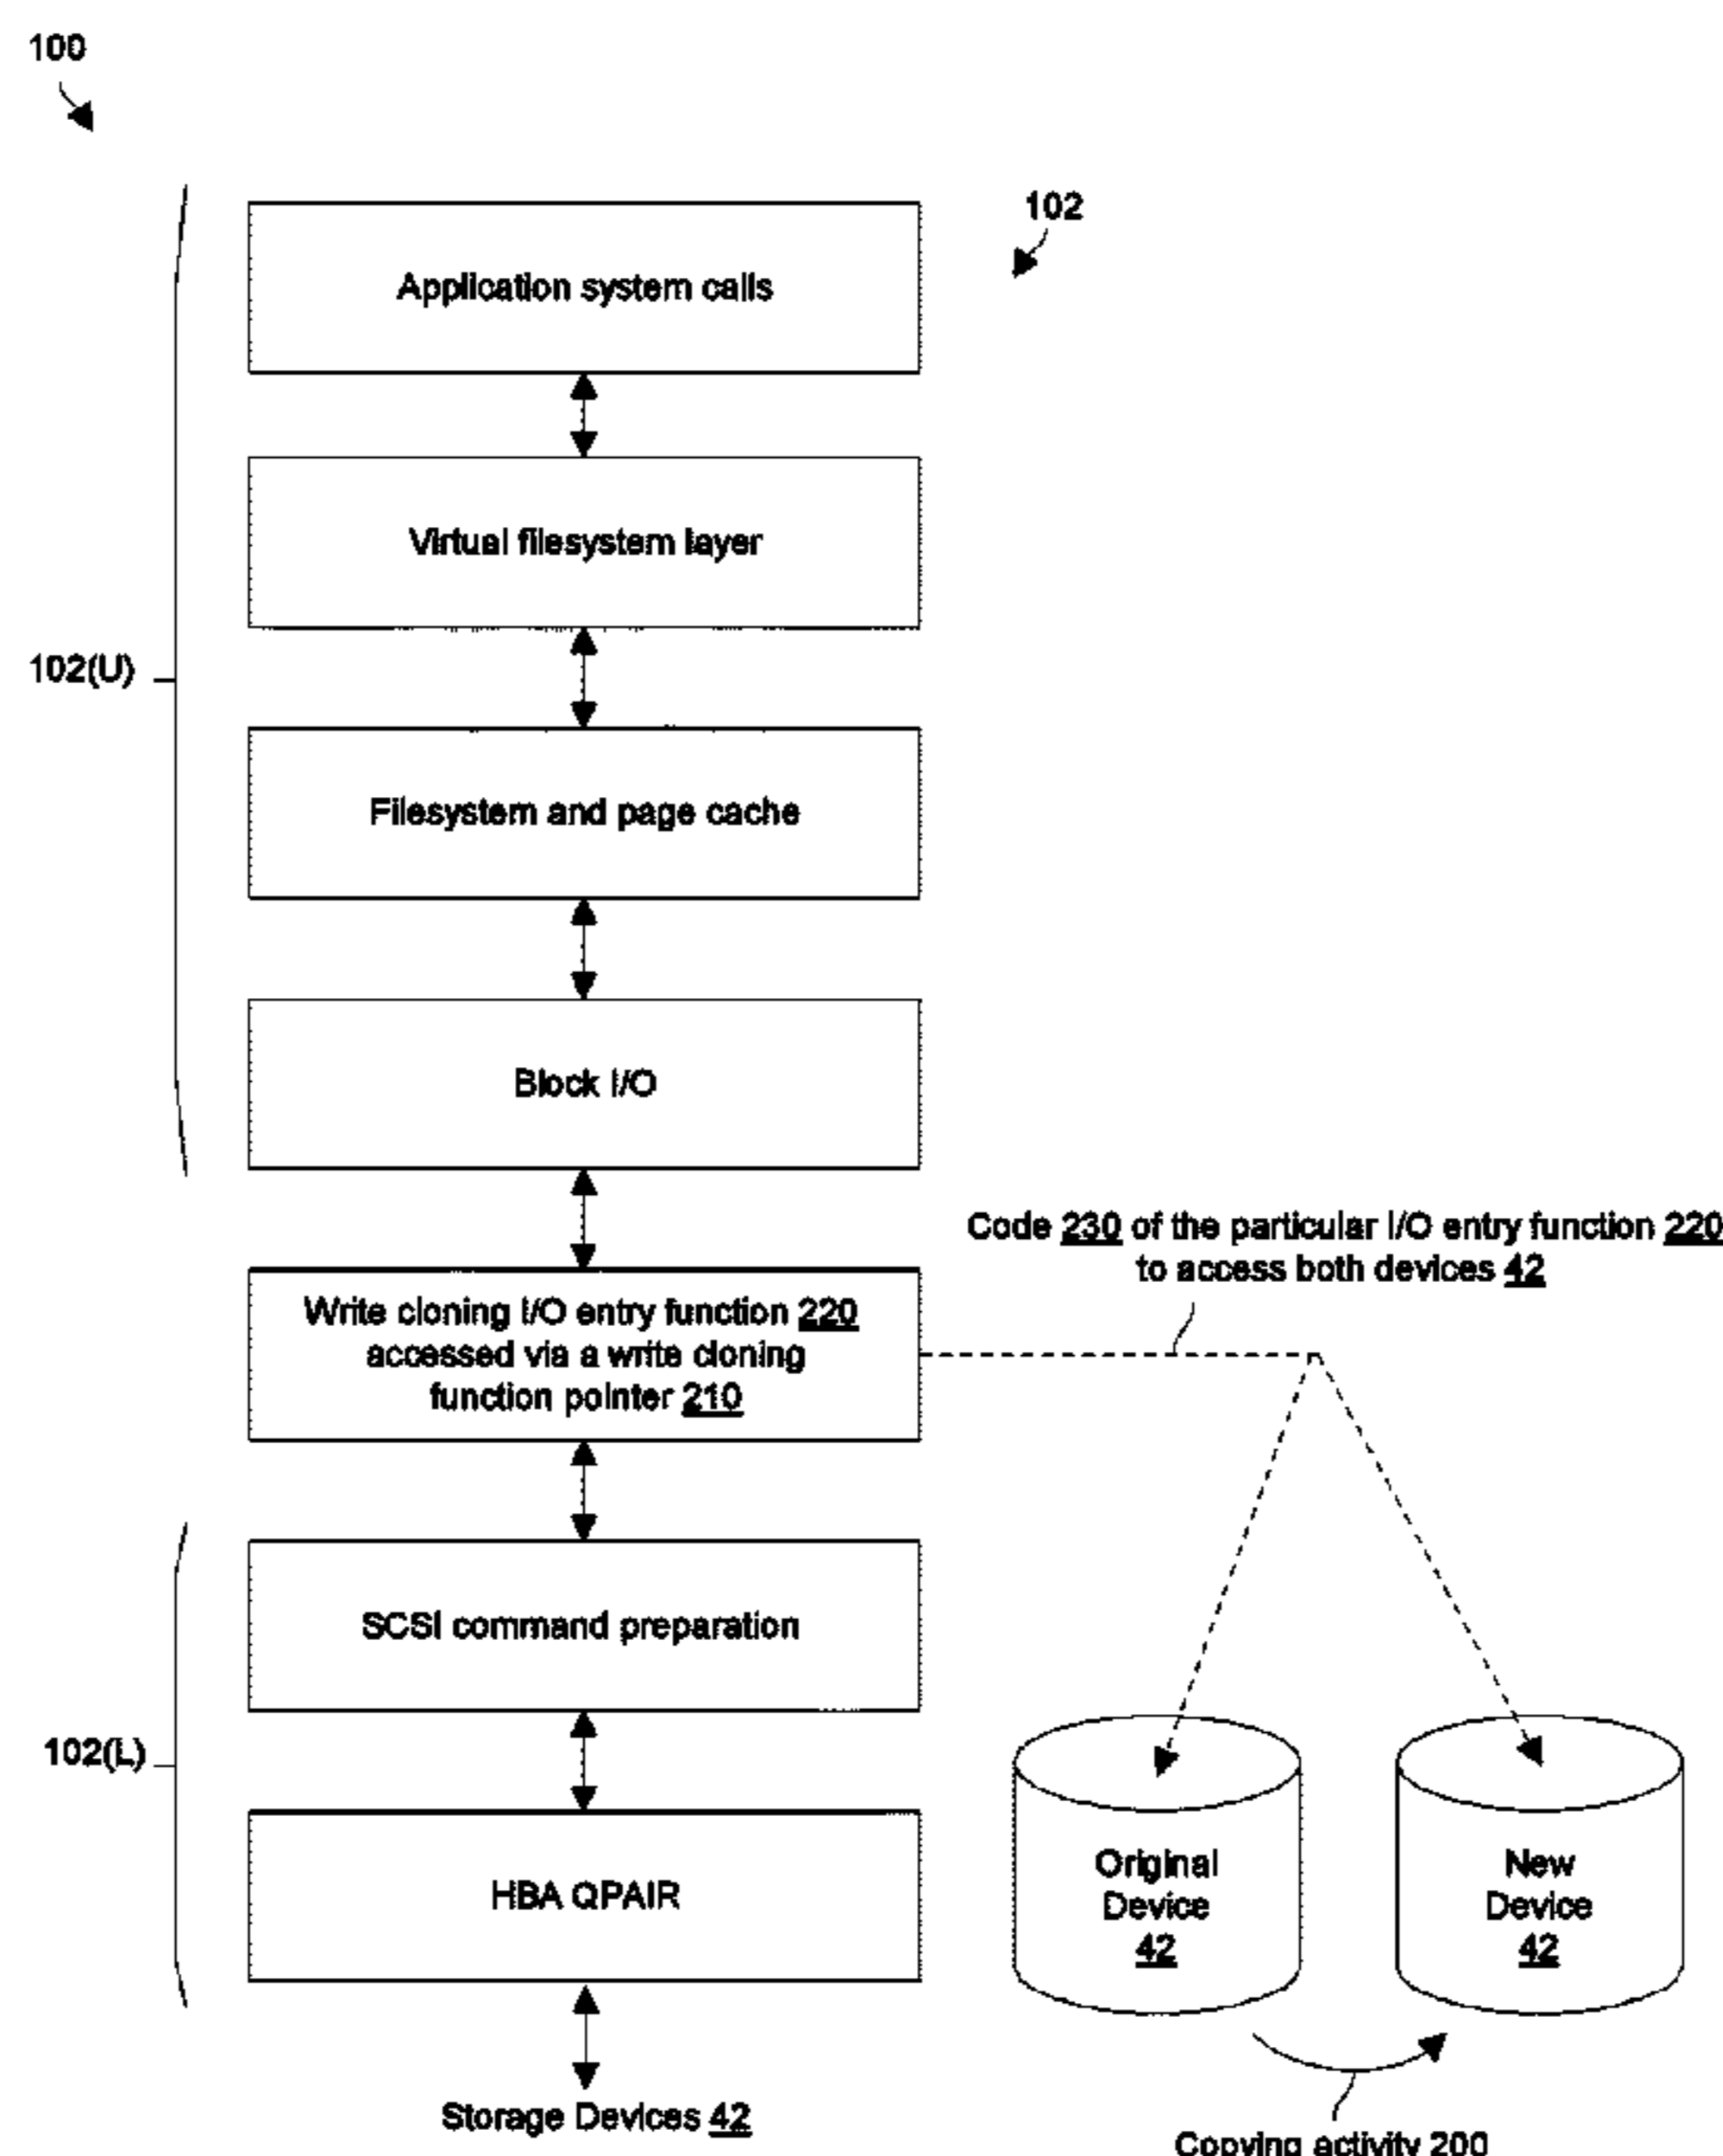 100
102
Application system calls
Virtual filesystem layer
102(U)
Filesystem and page cache
Block I/O
Code 230 of the particular I/O entry function 220
to access both devices 42
Write cloning I/O entry function 220
accessed via a write cloning
function pointer 210
SCSI command preparation
102(L)
HBA QPAIR
Original
Device
42
New
Device
42
Storage Devices 42
Copying activity 200